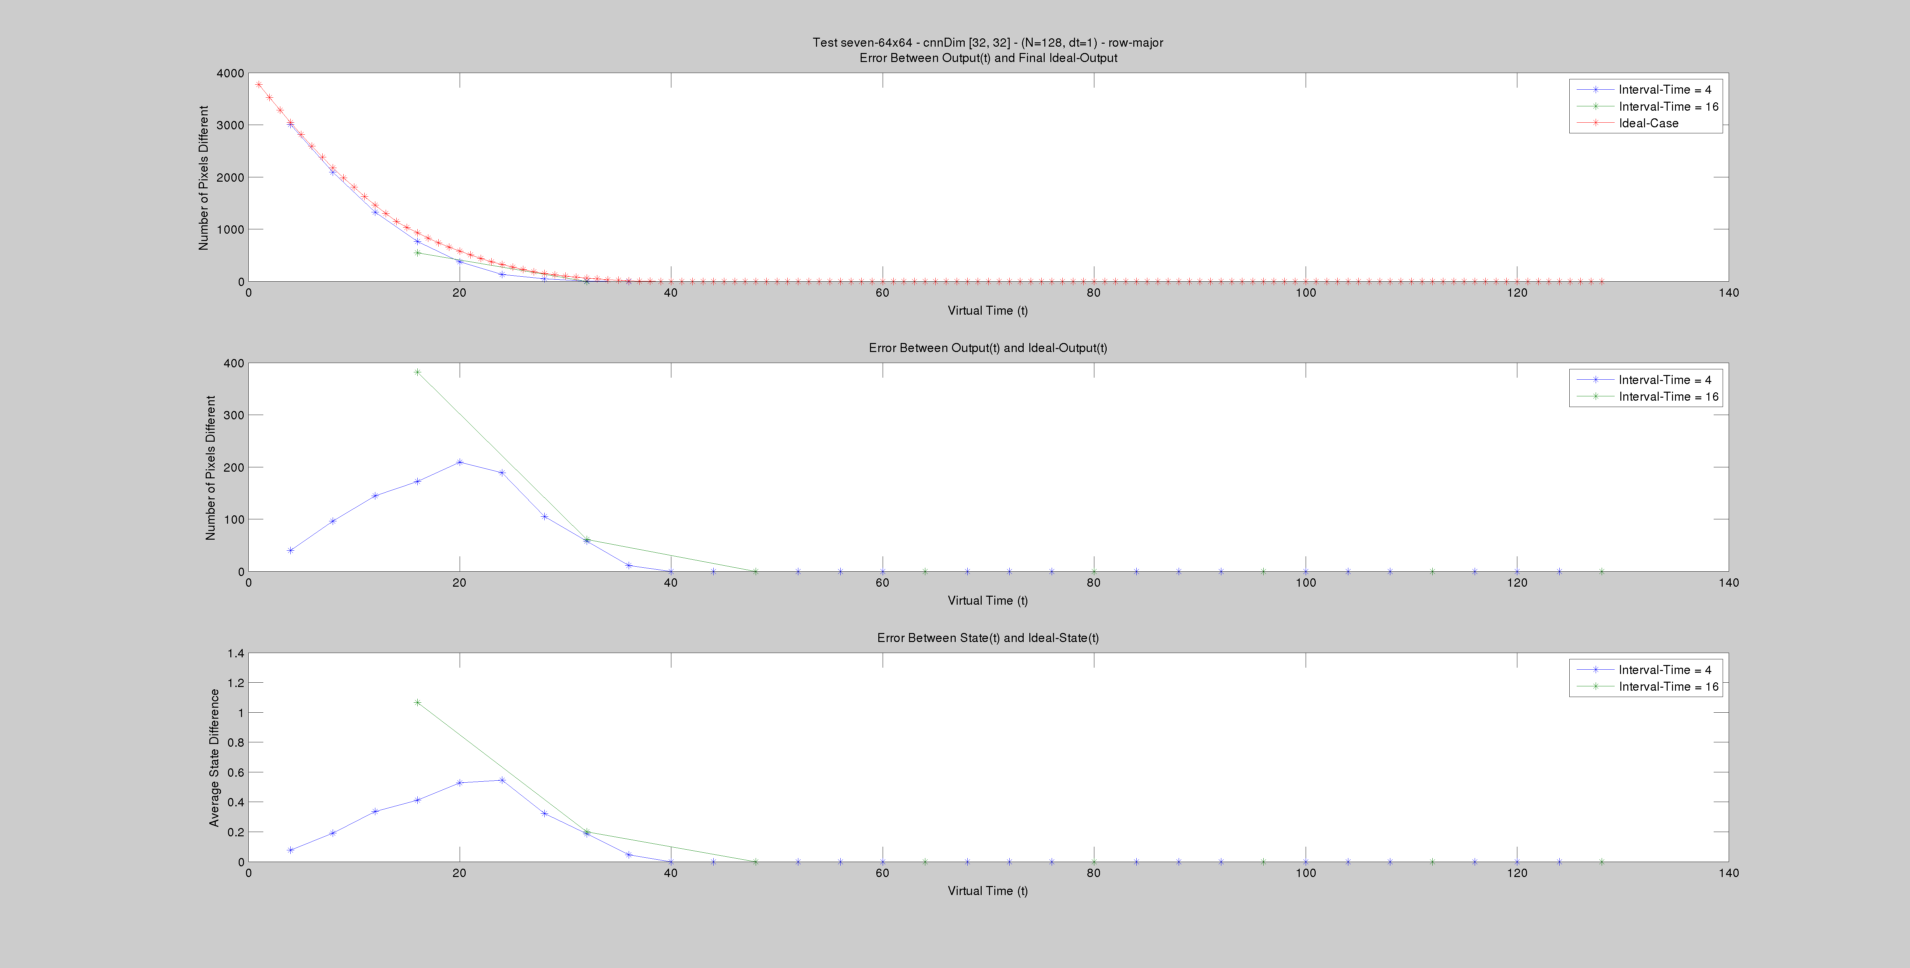 Test seven-64x64 - cnnDim [32, 32] - (N=128, dt=1) - row-major
Error Between Output(t) and Final Ideal-Output
4000
3000
2000
1000
0
Number of Pixels Different
Interval-Time = 4
Interval-Time = 16
Ideal-Case
0 20 40 60 80 100 120 140
Virtual Time (t)
Error Between Output(t) and Ideal-Output(t)
400
300
200
100
0
Number of Pixels Different
Interval-Time = 4
Interval-Time = 16
0 20 40 60 80 100 120 140
Virtual Time (t)
Error Between State(t) and Ideal-State(t)
1.4
1.2
1
0.8
0.6
0.4
0.2
0
Average State Difference
Interval-Time = 4
Interval-Time = 16
0 20 40 60 80 100 120 140
Virtual Time (t)